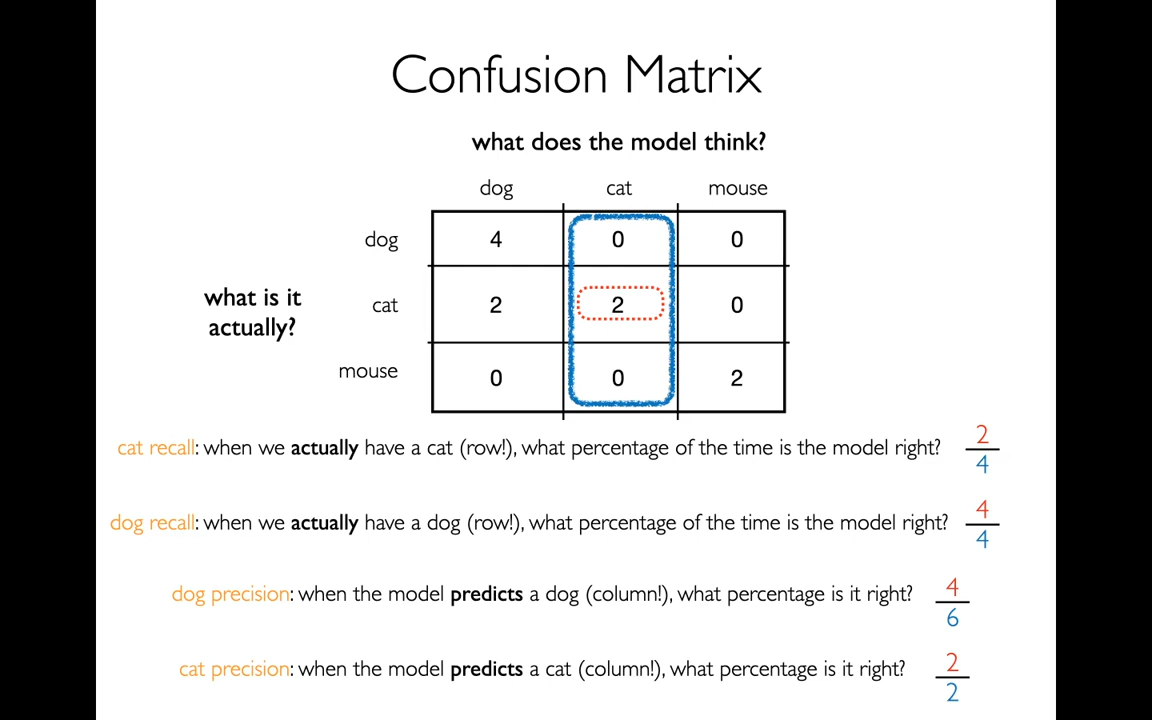 Confusion Matrix
what does the model think?
dog cat mouse
dog 4 0 0
what is it
actually?
cat 2 2 0
mouse 0 0 2
cat recall: when we actually have a cat (row!), what percentage of the time is the model right? 2
4
dog recall: when we actually have a dog (row!), what percentage of the time is the model right? 4
4
dog precision: when the model predicts a dog (column!), what percentage is it right? 4
6
cat precision: when the model predicts a cat (column!), what percentage is it right? 2
2